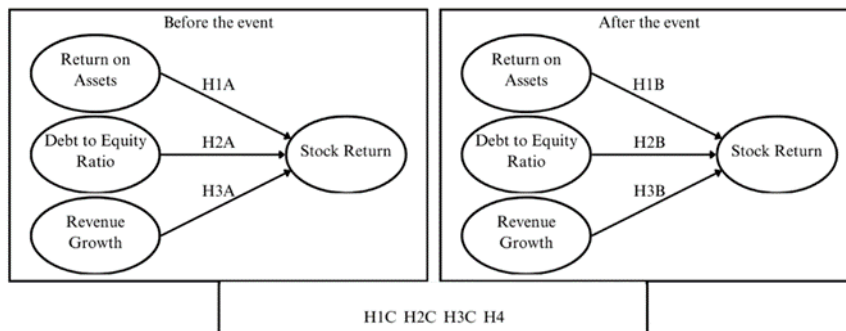 Before the event
Return on
Assets
H1A
Debt to Equity
Ratio
H2A
Stock Return
H3A
Revenue
Growth
After the event
Return on
Assets
H1B
Debt to Equity
Ratio
H2B
Stock Return
H3B
Revenue
Growth
H1C H2C H3C H4